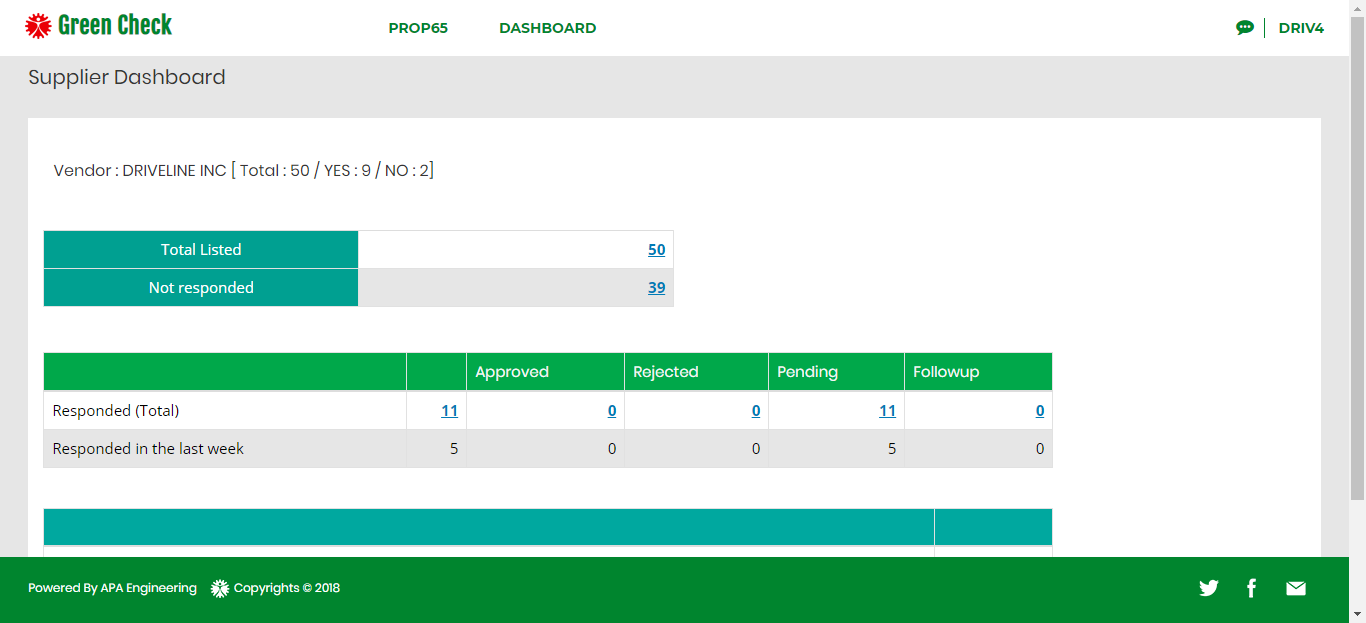 Green Check PROP65 DASHBOARD DRIV4
Supplier Dashboard
Vendor : DRIVELINE INC [ Total : 50 / YES : 9 / NO : 2]
Total Listed 50
Not responded 39
Approved Rejected Pending Followup
Responded (Total) 11 0 0 11 0
Responded in the last week 5 0 0 5 0
Powered By APA Engineering Copyrights © 2018